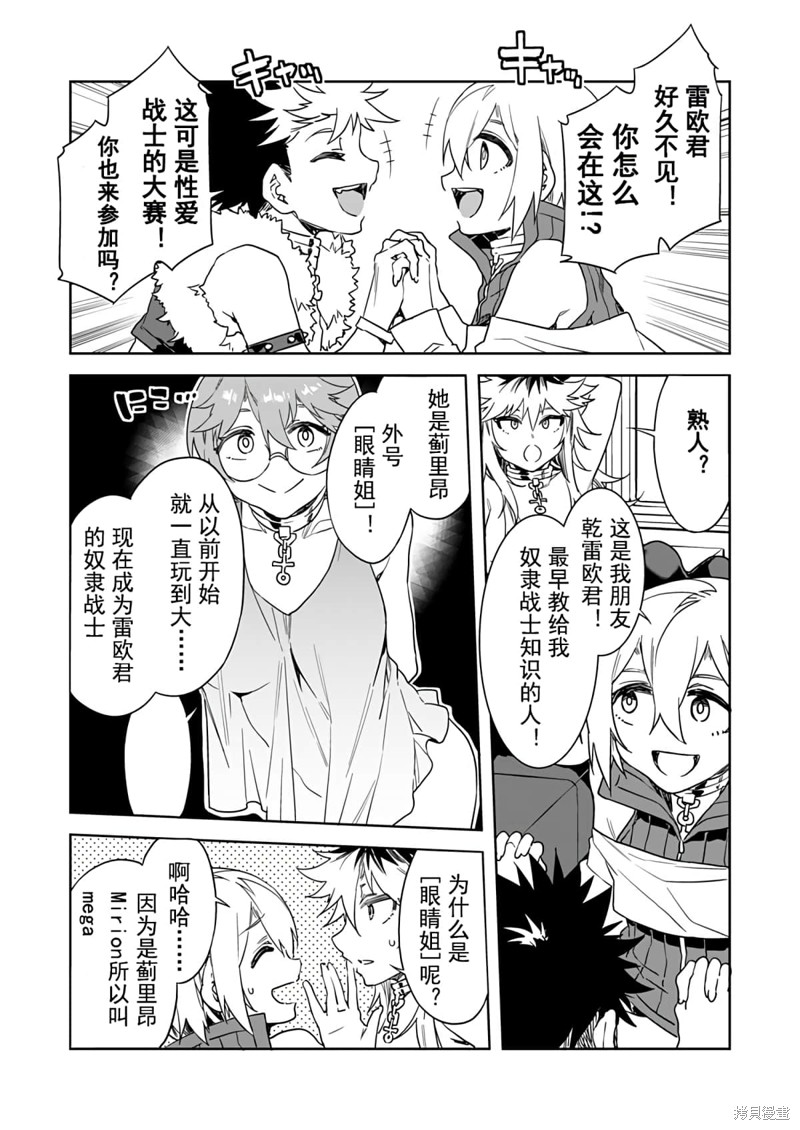 キャッ
雷欧君
好久不见！
你怎么
会在这!?
キャッ
这可是性爱
战士的大赛！
你也来参加吗？
熟人？
这是我朋友
乾雷欧君！
最早教给我
奴隶战士知识的人！
她是蓟里昂
外号
［眼睛姐］！
ニコ…
从以前开始
就一直玩到大……
现在成为雷欧君
的奴隶战士
为什么是
［眼睛姐］呢？
啊哈哈……
因为是蓟里昂
Mirion所以叫
mega
拷贝漫畫